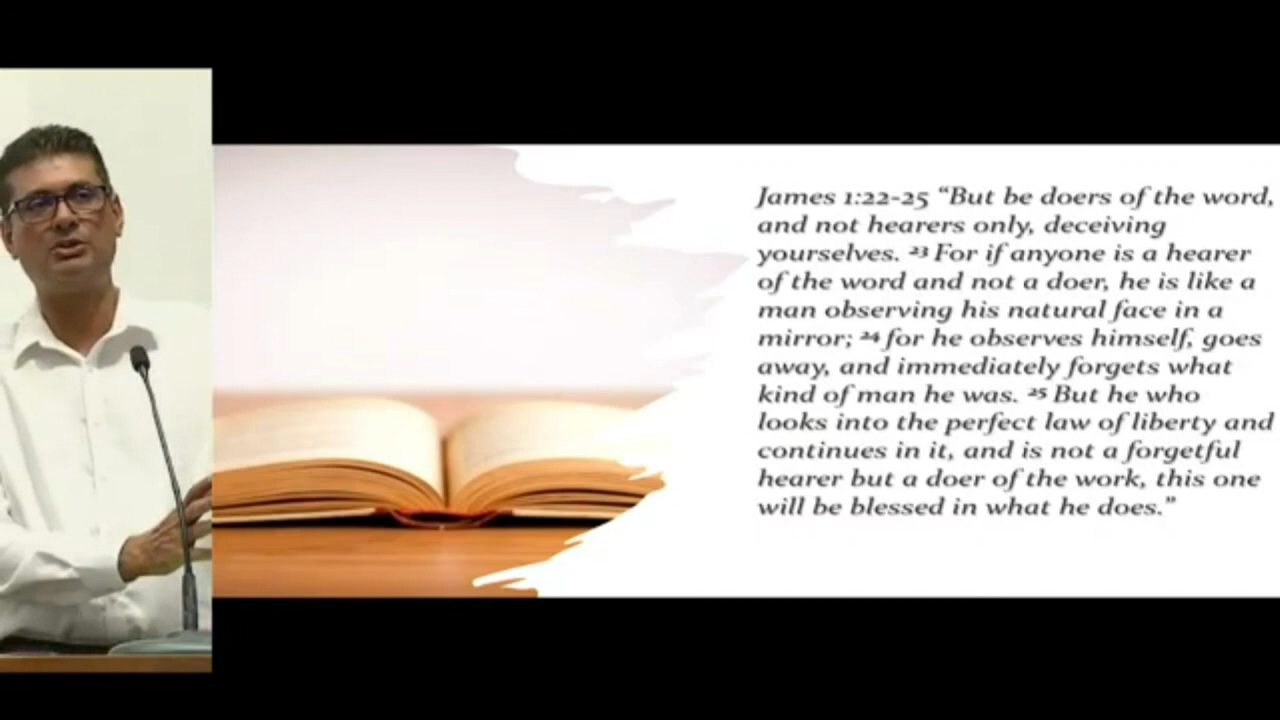 James 1:22-25 “But be doers of the word,
and not hearers only, deceiving
yourselves. 23 For if anyone is a hearer
of the word and not a doer, he is like a
man observing his natural face in a
mirror; 24 for he observes himself, goes
away, and immediately forgets what
kind of man he was. 25 But he who
looks into the perfect law of liberty and
continues in it, and is not a forgetful
hearer but a doer of the work, this one
will be blessed in what he does.”